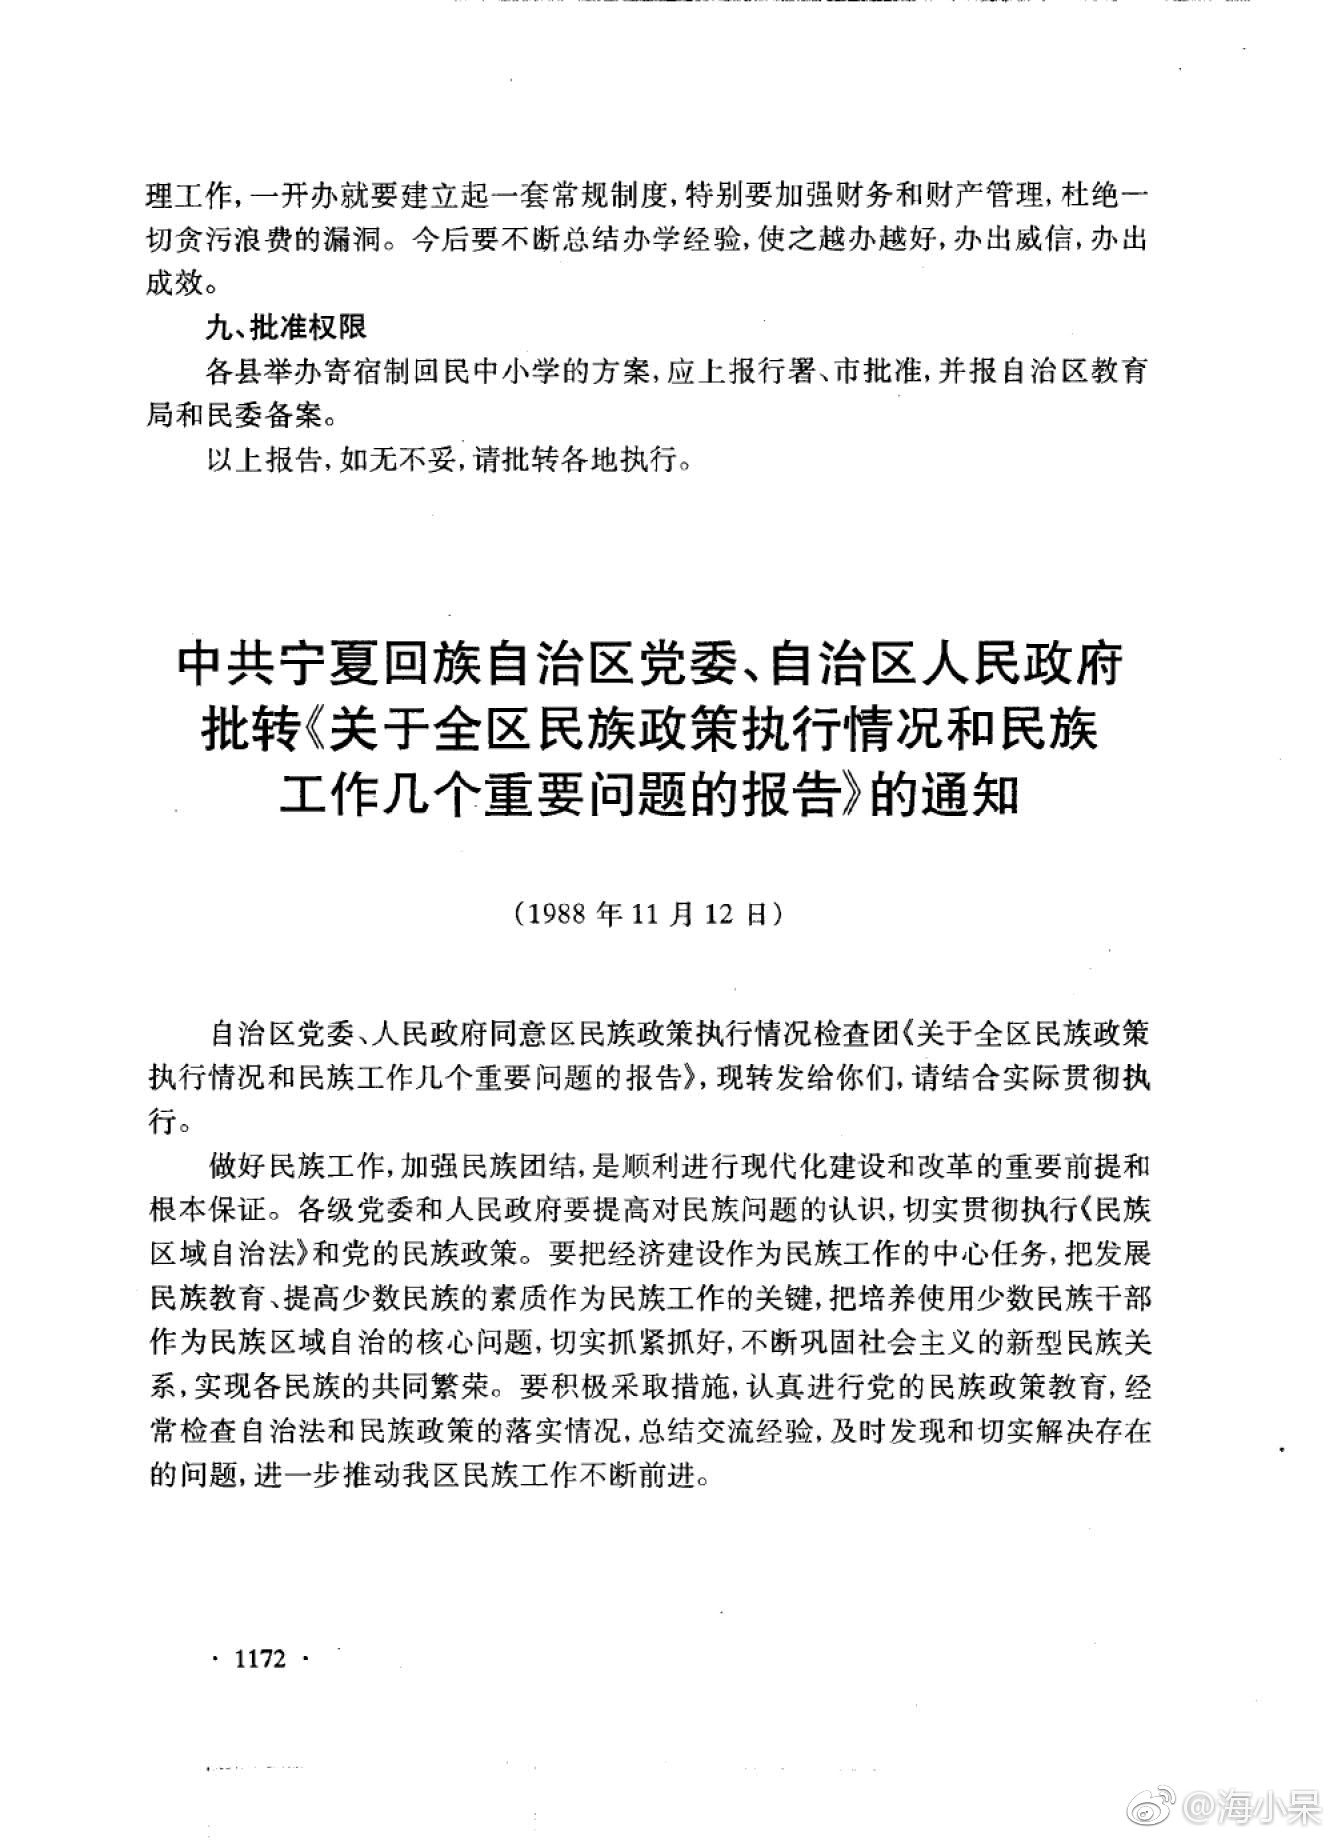 理工作,一开办就要建立起一套常规制度,特别要加强财务和财产管理,杜绝一
切贪污浪费的漏洞。今后要不断总结办学经验,使之越办越好,办出威信,办出
成效。
九、批准权限
各县举办寄宿制回民中小学的方案,应上报行署、市批准,并报自治区教育
局和民委备案。
以上报告,如无不妥,请批转各地执行。
中共宁夏回族自治区党委、自治区人民政府
批转《关于全区民族政策执行情况和民族
工作几个重要问题的报告》的通知
(1988 年 11 月 12 日)
自治区党委、人民政府同意区民族政策执行情况检查团《关于全区民族政策
执行情况和民族工作几个重要问题的报告》,现转发给你们,请结合实际贯彻执
行。
做好民族工作,加强民族团结,是顺利进行现代化建设和改革的重要前提和
根本保证。各级党委和人民政府要提高对民族问题的认识,切实贯彻执行《民族
区域自治法》和党的民族政策。要把经济建设作为民族工作的中心任务,把发展
民族教育、提高少数民族的素质作为民族工作的关键,把培养使用少数民族干部
作为民族区域自治的核心问题,切实抓紧抓好,不断巩固社会主义的新型民族关
系,实现各民族的共同繁荣。要积极采取措施,认真进行党的民族政策教育,经
常检查自治法和民族政策的落实情况,总结交流经验,及时发现和切实解决存在
的问题,进一步推动我区民族工作不断前进。
· 1172 ·
@海小呆